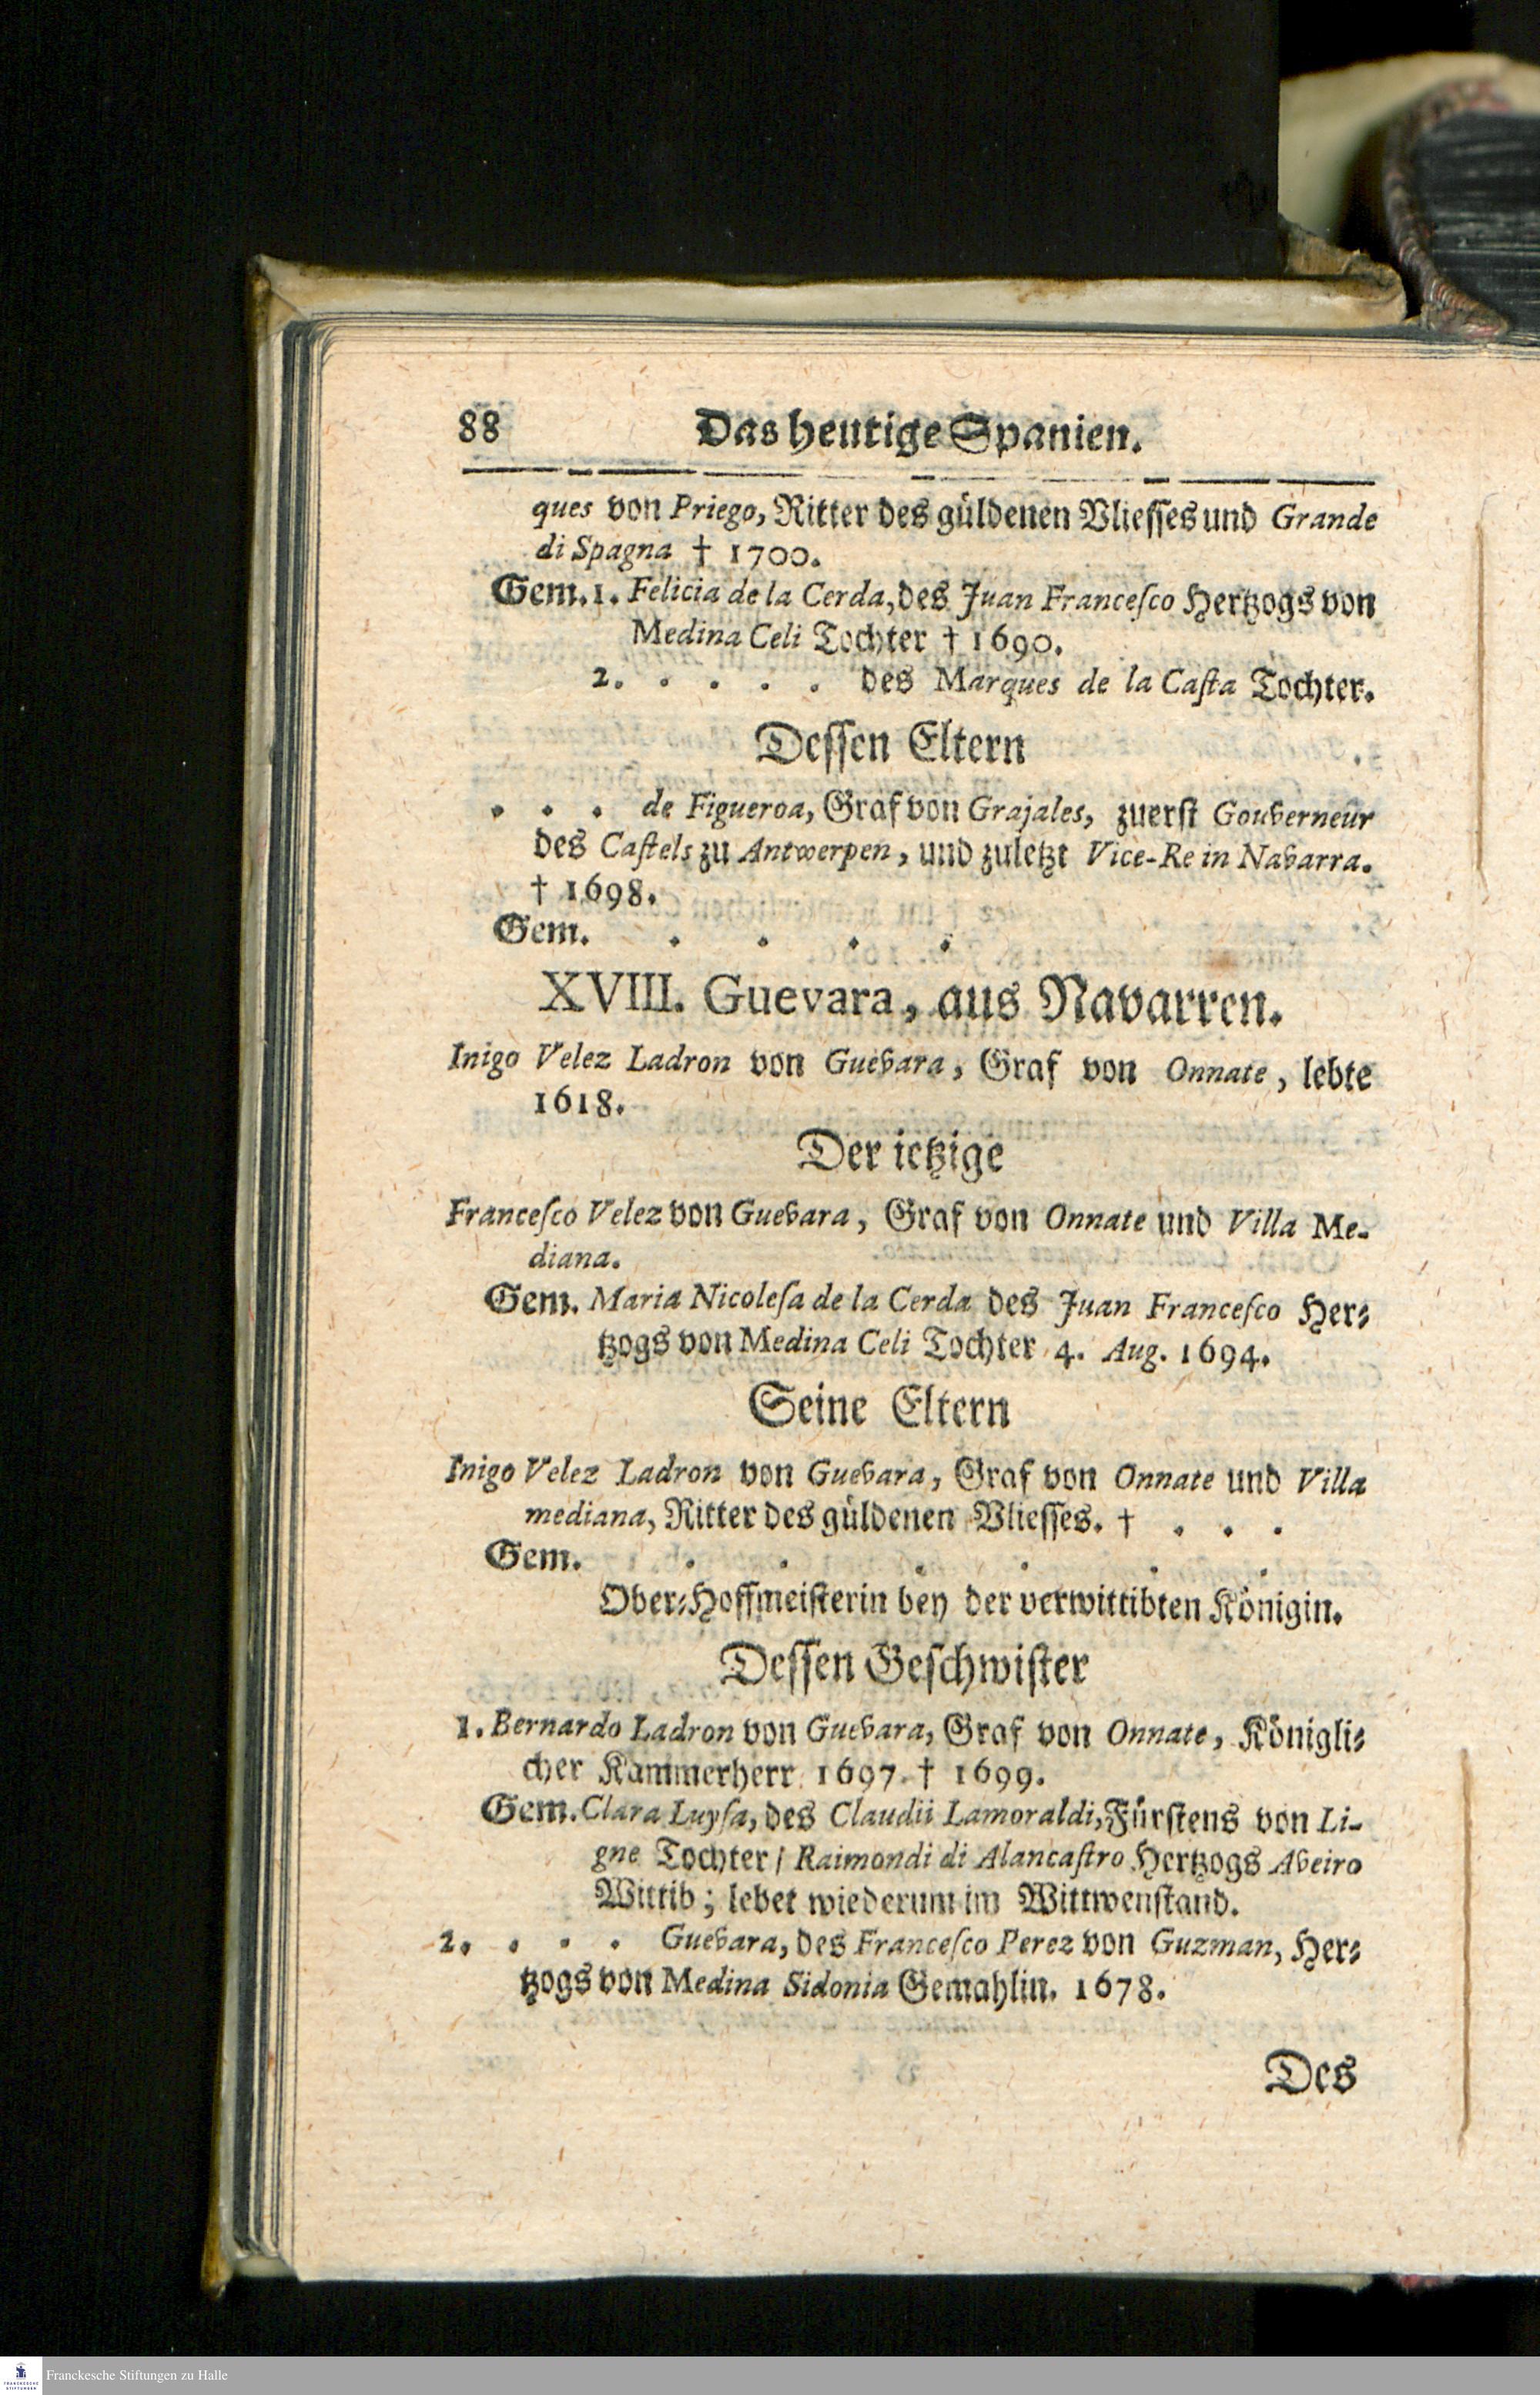 88 Das heutige Spanien.
ques von Priego, Ritter des güldenen Vliesses und Grande
di Spagna † 1700.
Gem. 1. Felicia de la Cerda, des Juan Francesco Hertzogs von
Medina Celi Tochter † 1690.
2. . . . . des Marques de la Casta Tochter.
Dessen Eltern
. . . de Figueroa, Graf von Grajales, zuerst Gouverneur
des Castels zu Antwerpen, und zuletzt Vice-Re in Navarra.
† 1698.
Gem. . . . .
XVIII. Guevara, aus Navarren.
Inigo Velez Ladron von Guevara, Graf von Onnate, lebte
1618.
Der ietzige
Francesco Velez von Guevara, Graf von Onnate und Villa Me-
diana.
Gem. Maria Nicolesa de la Cerda des Juan Francesco Her-
tzogs von Medina Celi Tochter 4. Aug. 1694.
Seine Eltern
Inigo Velez Ladron von Guevara, Graf von Onnate und Villa
mediana, Ritter des güldenen Vliesses. † . . .
Gem. . . . . . .
Ober-Hoffmeisterin bey der verwittibten Königin.
Dessen Geschwister
1. Bernardo Ladron von Guevara, Graf von Onnate, Königli-
cher Kammerherr 1697. † 1699.
Gem. Clara Luysa, des Claudii Lamoraldi, Fürstens von Li-
gne Tochter / Raimondi di Alancastro Hertzogs Aveiro
Wittib; lebet wiederum im Wittwenstand.
2. . . . Guevara, des Francesco Perez von Guzman, Her-
tzogs von Medina Sidonia Gemahlin. 1678.
Des
Franckesche Stiftungen zu Halle